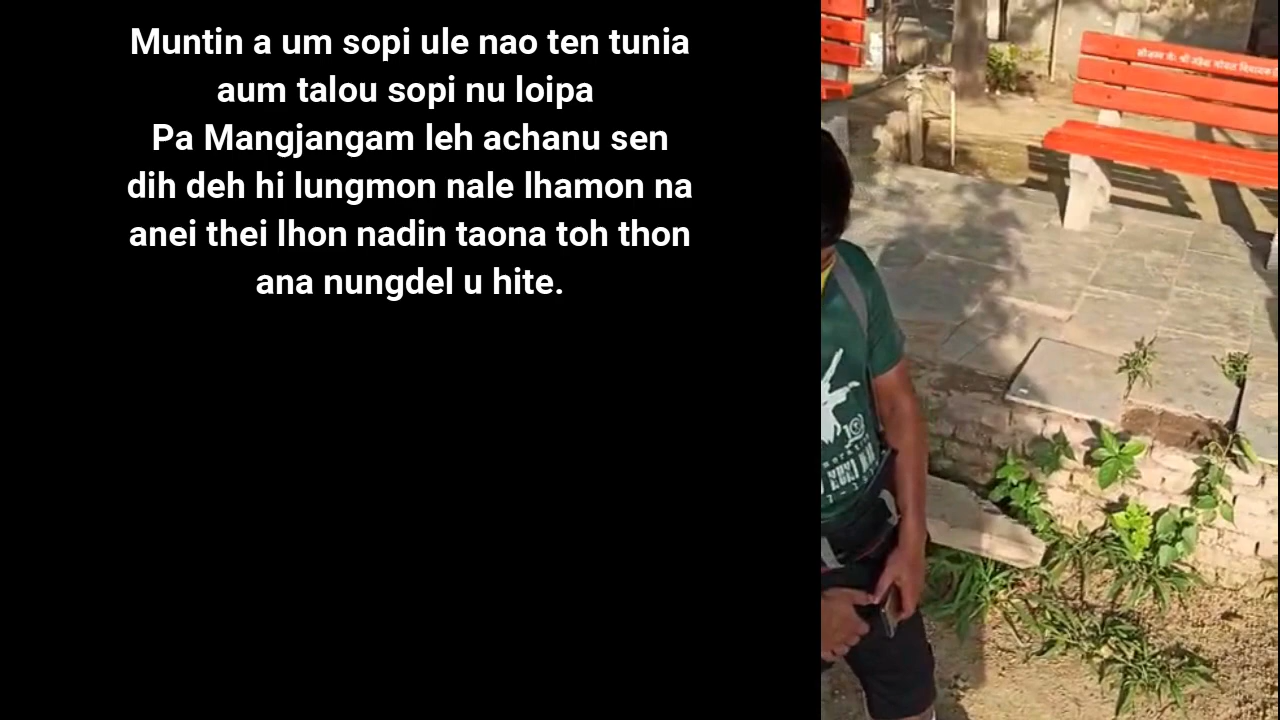 Muntin a um sopi ule nao ten tunia
aum talou sopi nu loipa
Pa Mangjangam leh achanu sen
dih deh hi lungmon nale lhamon na
anei thei lhon nadin taona toh thon
ana nungdel u hite.